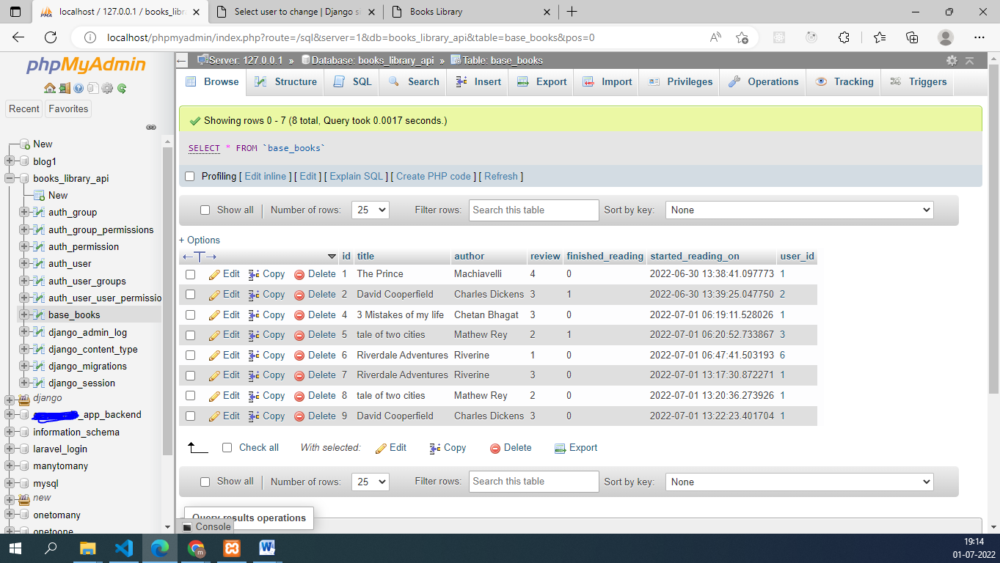 localhost / 127.0.0.1 / books_libr
Select user to change | Django s
Books Library
localhost/phpmyadmin/index.php?route=/sql&server=1&db=books_library_api&table=base_books&pos=0
phpMyAdmin
Recent Favorites
New
blog1
books_library_api
New
auth_group
auth_group_permissions
auth_permission
auth_user
auth_user_groups
auth_user_user_permissio
base_books
django_admin_log
django_content_type
django_migrations
django_session
django
_app_backend
information_schema
laravel_login
manytomany
mysql
new
onetomany
onetoone
Server: 127.0.0.1 » Database: books_library_api » Table: base_books
Browse Structure SQL Search Insert Export Import Privileges Operations Tracking Triggers
Showing rows 0 - 7 (8 total, Query took 0.0017 seconds.)
SELECT * FROM `base_books`
Profiling [ Edit inline ] [ Edit ] [ Explain SQL ] [ Create PHP code ] [ Refresh ]
Show all Number of rows: 25 Filter rows: Search this table Sort by key: None
+ Options
id title author review finished_reading started_reading_on user_id
Edit Copy Delete 1 The Prince Machiavelli 4 0 2022-06-30 13:38:41.097773 1
Edit Copy Delete 2 David Cooperfield Charles Dickens 3 1 2022-06-30 13:39:25.047750 2
Edit Copy Delete 4 3 Mistakes of my life Chetan Bhagat 3 0 2022-07-01 06:19:11.528026 1
Edit Copy Delete 5 tale of two cities Mathew Rey 2 1 2022-07-01 06:20:52.733867 3
Edit Copy Delete 6 Riverdale Adventures Riverine 1 0 2022-07-01 06:47:41.503193 6
Edit Copy Delete 7 Riverdale Adventures Riverine 3 0 2022-07-01 13:17:30.872271 1
Edit Copy Delete 8 tale of two cities Mathew Rey 2 0 2022-07-01 13:20:36.273926 1
Edit Copy Delete 9 David Cooperfield Charles Dickens 3 0 2022-07-01 13:22:23.401704 1
Check all With selected: Edit Copy Delete Export
Show all Number of rows: 25 Filter rows: Search this table Sort by key: None
Query results operations
Console
19:14
01-07-2022